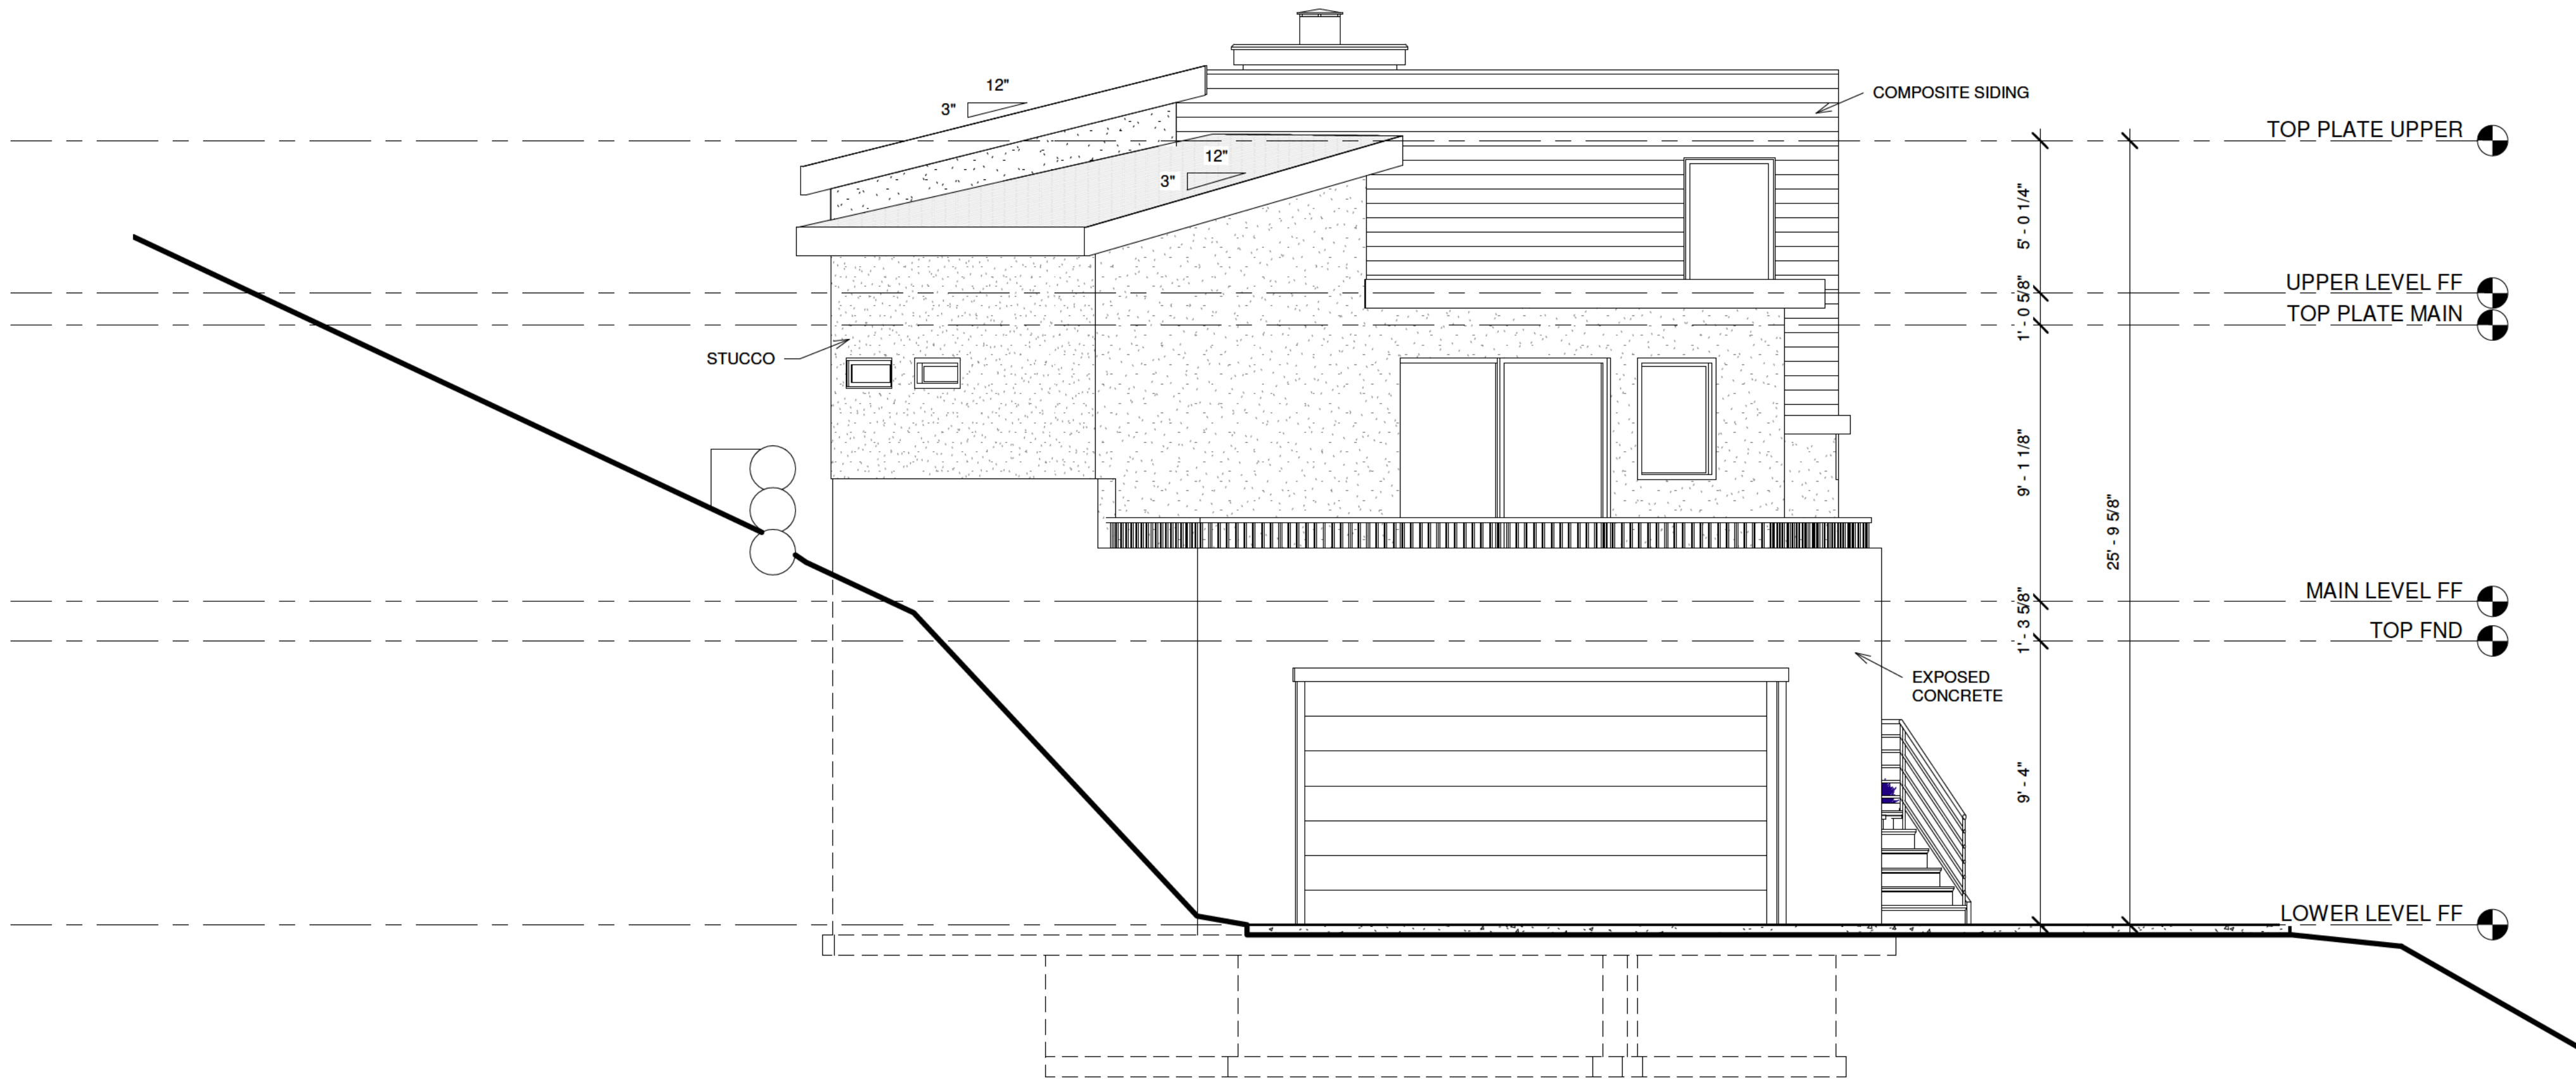 12"
3"
COMPOSITE SIDING
TOP PLATE UPPER
12"
3"
5' - 0 1/4"
UPPER LEVEL FF
1' - 0 5/8"
TOP PLATE MAIN
STUCCO
9' - 1 1/8"
25' - 9 5/8"
MAIN LEVEL FF
1' - 3 5/8"
TOP FND
EXPOSED
CONCRETE
9' - 4"
LOWER LEVEL FF